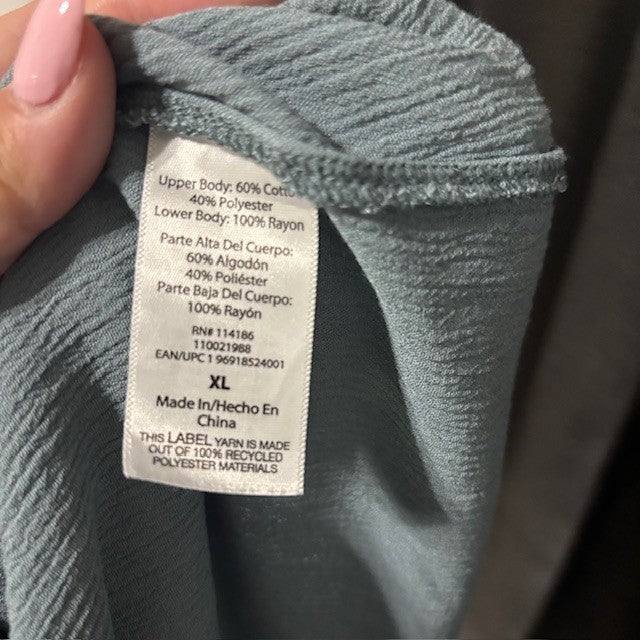 Upper Body: 60% Cott
40% Polyester
Lower Body: 100% Rayon
Parte Alta Del Cuerpo:
60% Algodón
40% Poliéster
Parte Baja Del Cuerpo:
100% Rayón
RN# 114186
110021988
EAN/UPC 1 96918524001
XL
Made In/Hecho En
China
THIS LABEL YARN IS MADE
OUT OF 100% RECYCLED
POLYESTER MATERIALS